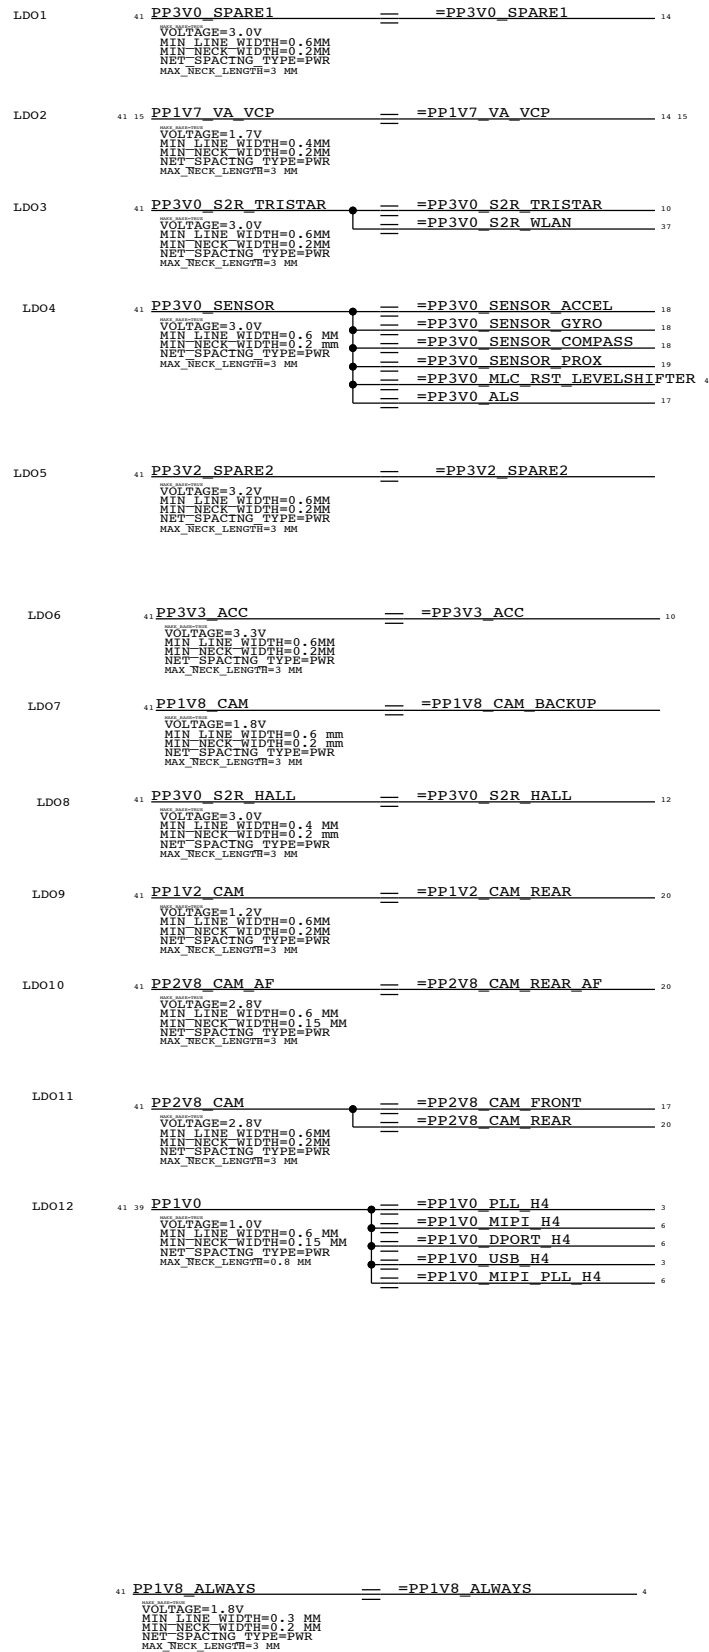 LDO1 41 PP3V0_SPARE1 =PP3V0_SPARE1 14
MAKE_BASE=TRUE
VOLTAGE=3.0V
MIN_LINE_WIDTH=0.6MM
MIN_NECK_WIDTH=0.2MM
NET_SPACING_TYPE=PWR
MAX_NECK_LENGTH=3 MM
LDO2 41 15 PP1V7_VA_VCP =PP1V7_VA_VCP 14 15
MAKE_BASE=TRUE
VOLTAGE=1.7V
MIN_LINE_WIDTH=0.4MM
MIN_NECK_WIDTH=0.2MM
NET_SPACING_TYPE=PWR
MAX_NECK_LENGTH=3 MM
LDO3 41 PP3V0_S2R_TRISTAR =PP3V0_S2R_TRISTAR 10
=PP3V0_S2R_WLAN 37
MAKE_BASE=TRUE
VOLTAGE=3.0V
MIN_LINE_WIDTH=0.6MM
MIN_NECK_WIDTH=0.2MM
NET_SPACING_TYPE=PWR
MAX_NECK_LENGTH=3 MM
LDO4 41 PP3V0_SENSOR =PP3V0_SENSOR_ACCEL 18
=PP3V0_SENSOR_GYRO 18
=PP3V0_SENSOR_COMPASS 18
=PP3V0_SENSOR_PROX 19
=PP3V0_MLC_RST_LEVELSHIFTER 4
=PP3V0_ALS 17
MAKE_BASE=TRUE
VOLTAGE=3.0V
MIN_LINE_WIDTH=0.6 MM
MIN_NECK_WIDTH=0.2 mm
NET_SPACING_TYPE=PWR
MAX_NECK_LENGTH=3 MM
LDO5 41 PP3V2_SPARE2 =PP3V2_SPARE2
MAKE_BASE=TRUE
VOLTAGE=3.2V
MIN_LINE_WIDTH=0.6MM
MIN_NECK_WIDTH=0.2MM
NET_SPACING_TYPE=PWR
MAX_NECK_LENGTH=3 MM
LDO6 41 PP3V3_ACC =PP3V3_ACC 10
MAKE_BASE=TRUE
VOLTAGE=3.3V
MIN_LINE_WIDTH=0.6MM
MIN_NECK_WIDTH=0.2MM
NET_SPACING_TYPE=PWR
MAX_NECK_LENGTH=3 MM
LDO7 41 PP1V8_CAM =PP1V8_CAM_BACKUP
MAKE_BASE=TRUE
VOLTAGE=1.8V
MIN_LINE_WIDTH=0.6 mm
MIN_NECK_WIDTH=0.2 mm
NET_SPACING_TYPE=PWR
MAX_NECK_LENGTH=3 MM
LDO8 41 PP3V0_S2R_HALL =PP3V0_S2R_HALL 12
MAKE_BASE=TRUE
VOLTAGE=3.0V
MIN_LINE_WIDTH=0.4 MM
MIN_NECK_WIDTH=0.2 mm
NET_SPACING_TYPE=PWR
MAX_NECK_LENGTH=3 MM
LDO9 41 PP1V2_CAM =PP1V2_CAM_REAR 20
MAKE_BASE=TRUE
VOLTAGE=1.2V
MIN_LINE_WIDTH=0.6MM
MIN_NECK_WIDTH=0.2MM
NET_SPACING_TYPE=PWR
MAX_NECK_LENGTH=3 MM
LDO10 41 PP2V8_CAM_AF =PP2V8_CAM_REAR_AF 20
MAKE_BASE=TRUE
VOLTAGE=2.8V
MIN_LINE_WIDTH=0.6 MM
MIN_NECK_WIDTH=0.15 MM
NET_SPACING_TYPE=PWR
MAX_NECK_LENGTH=3 MM
LDO11 41 PP2V8_CAM =PP2V8_CAM_FRONT 17
=PP2V8_CAM_REAR 20
MAKE_BASE=TRUE
VOLTAGE=2.8V
MIN_LINE_WIDTH=0.6MM
MIN_NECK_WIDTH=0.2MM
NET_SPACING_TYPE=PWR
MAX_NECK_LENGTH=3 MM
LDO12 41 39 PP1V0 =PP1V0_PLL_H4 3
=PP1V0_MIPI_H4 6
=PP1V0_DPORT_H4 6
=PP1V0_USB_H4 3
=PP1V0_MIPI_PLL_H4 6
MAKE_BASE=TRUE
VOLTAGE=1.0V
MIN_LINE_WIDTH=0.6 MM
MIN_NECK_WIDTH=0.15 MM
NET_SPACING_TYPE=PWR
MAX_NECK_LENGTH=0.8 MM
41 PP1V8_ALWAYS =PP1V8_ALWAYS 4
MAKE_BASE=TRUE
VOLTAGE=1.8V
MIN_LINE_WIDTH=0.3 MM
MIN_NECK_WIDTH=0.2 MM
NET_SPACING_TYPE=PWR
MAX_NECK_LENGTH=3 MM